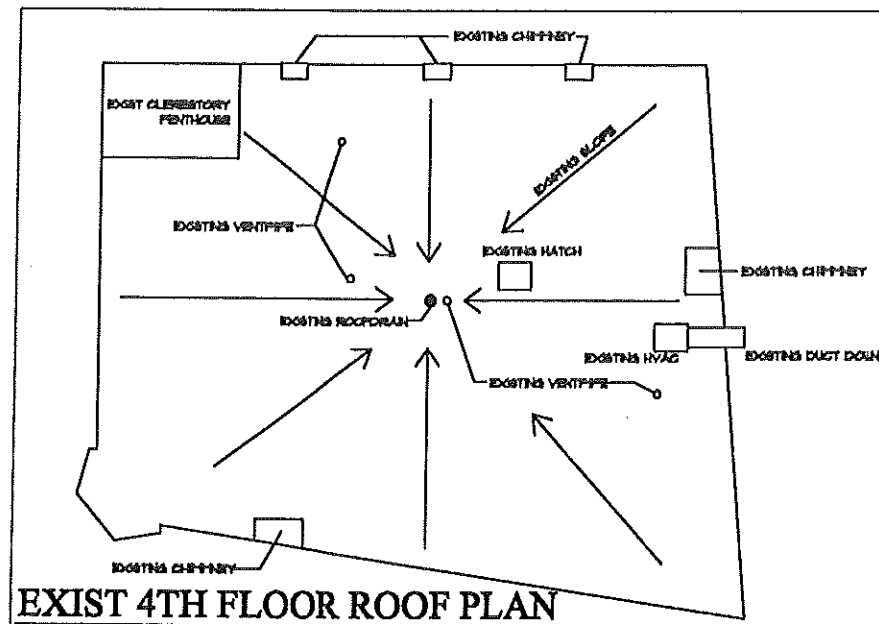 EXISTING CHIMNEY
EXIST CLERESTORY
PENTHOUSE
EXISTING SLOPE
EXISTING VENTPIPE
EXISTING HATCH
EXISTING CHIMNEY
EXISTING ROOFDRAIN
EXISTING HVAC
EXISTING DUCT DOWN
EXISTING VENTPIPE
EXISTING CHIMNEY
EXIST 4TH FLOOR ROOF PLAN